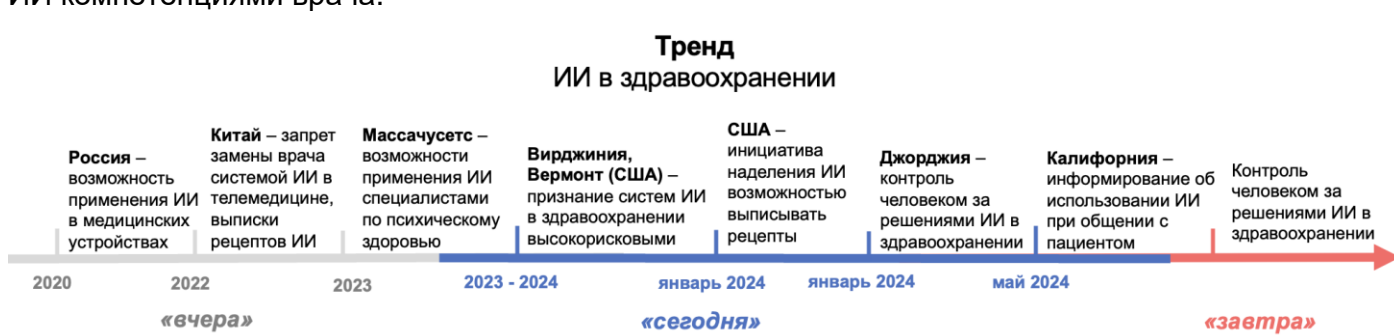 ИИ компетенциями врача.
Тренд
ИИ в здравоохранении
Россия –
возможность
применения ИИ
в медицинских
устройствах
Китай – запрет
замены врача
системой ИИ в
телемедицине,
выписки
рецептов ИИ
Массачусетс –
возможности
применения ИИ
специалистами
по психическому
здоровью
Вирджиния,
Вермонт (США) –
признание систем ИИ
в здравоохранении
высокорисковыми
США –
инициатива
наделения ИИ
возможностью
выписывать
рецепты
Джорджия –
контроль
человеком за
решениями ИИ в
здравоохранении
Калифорния –
информирование об
использовании ИИ
при общении с
пациентом
Контроль
человеком за
решениями ИИ в
здравоохранении
2020
2022
2023
2023 - 2024
январь 2024
январь 2024
май 2024
«вчера»
«сегодня»
«завтра»